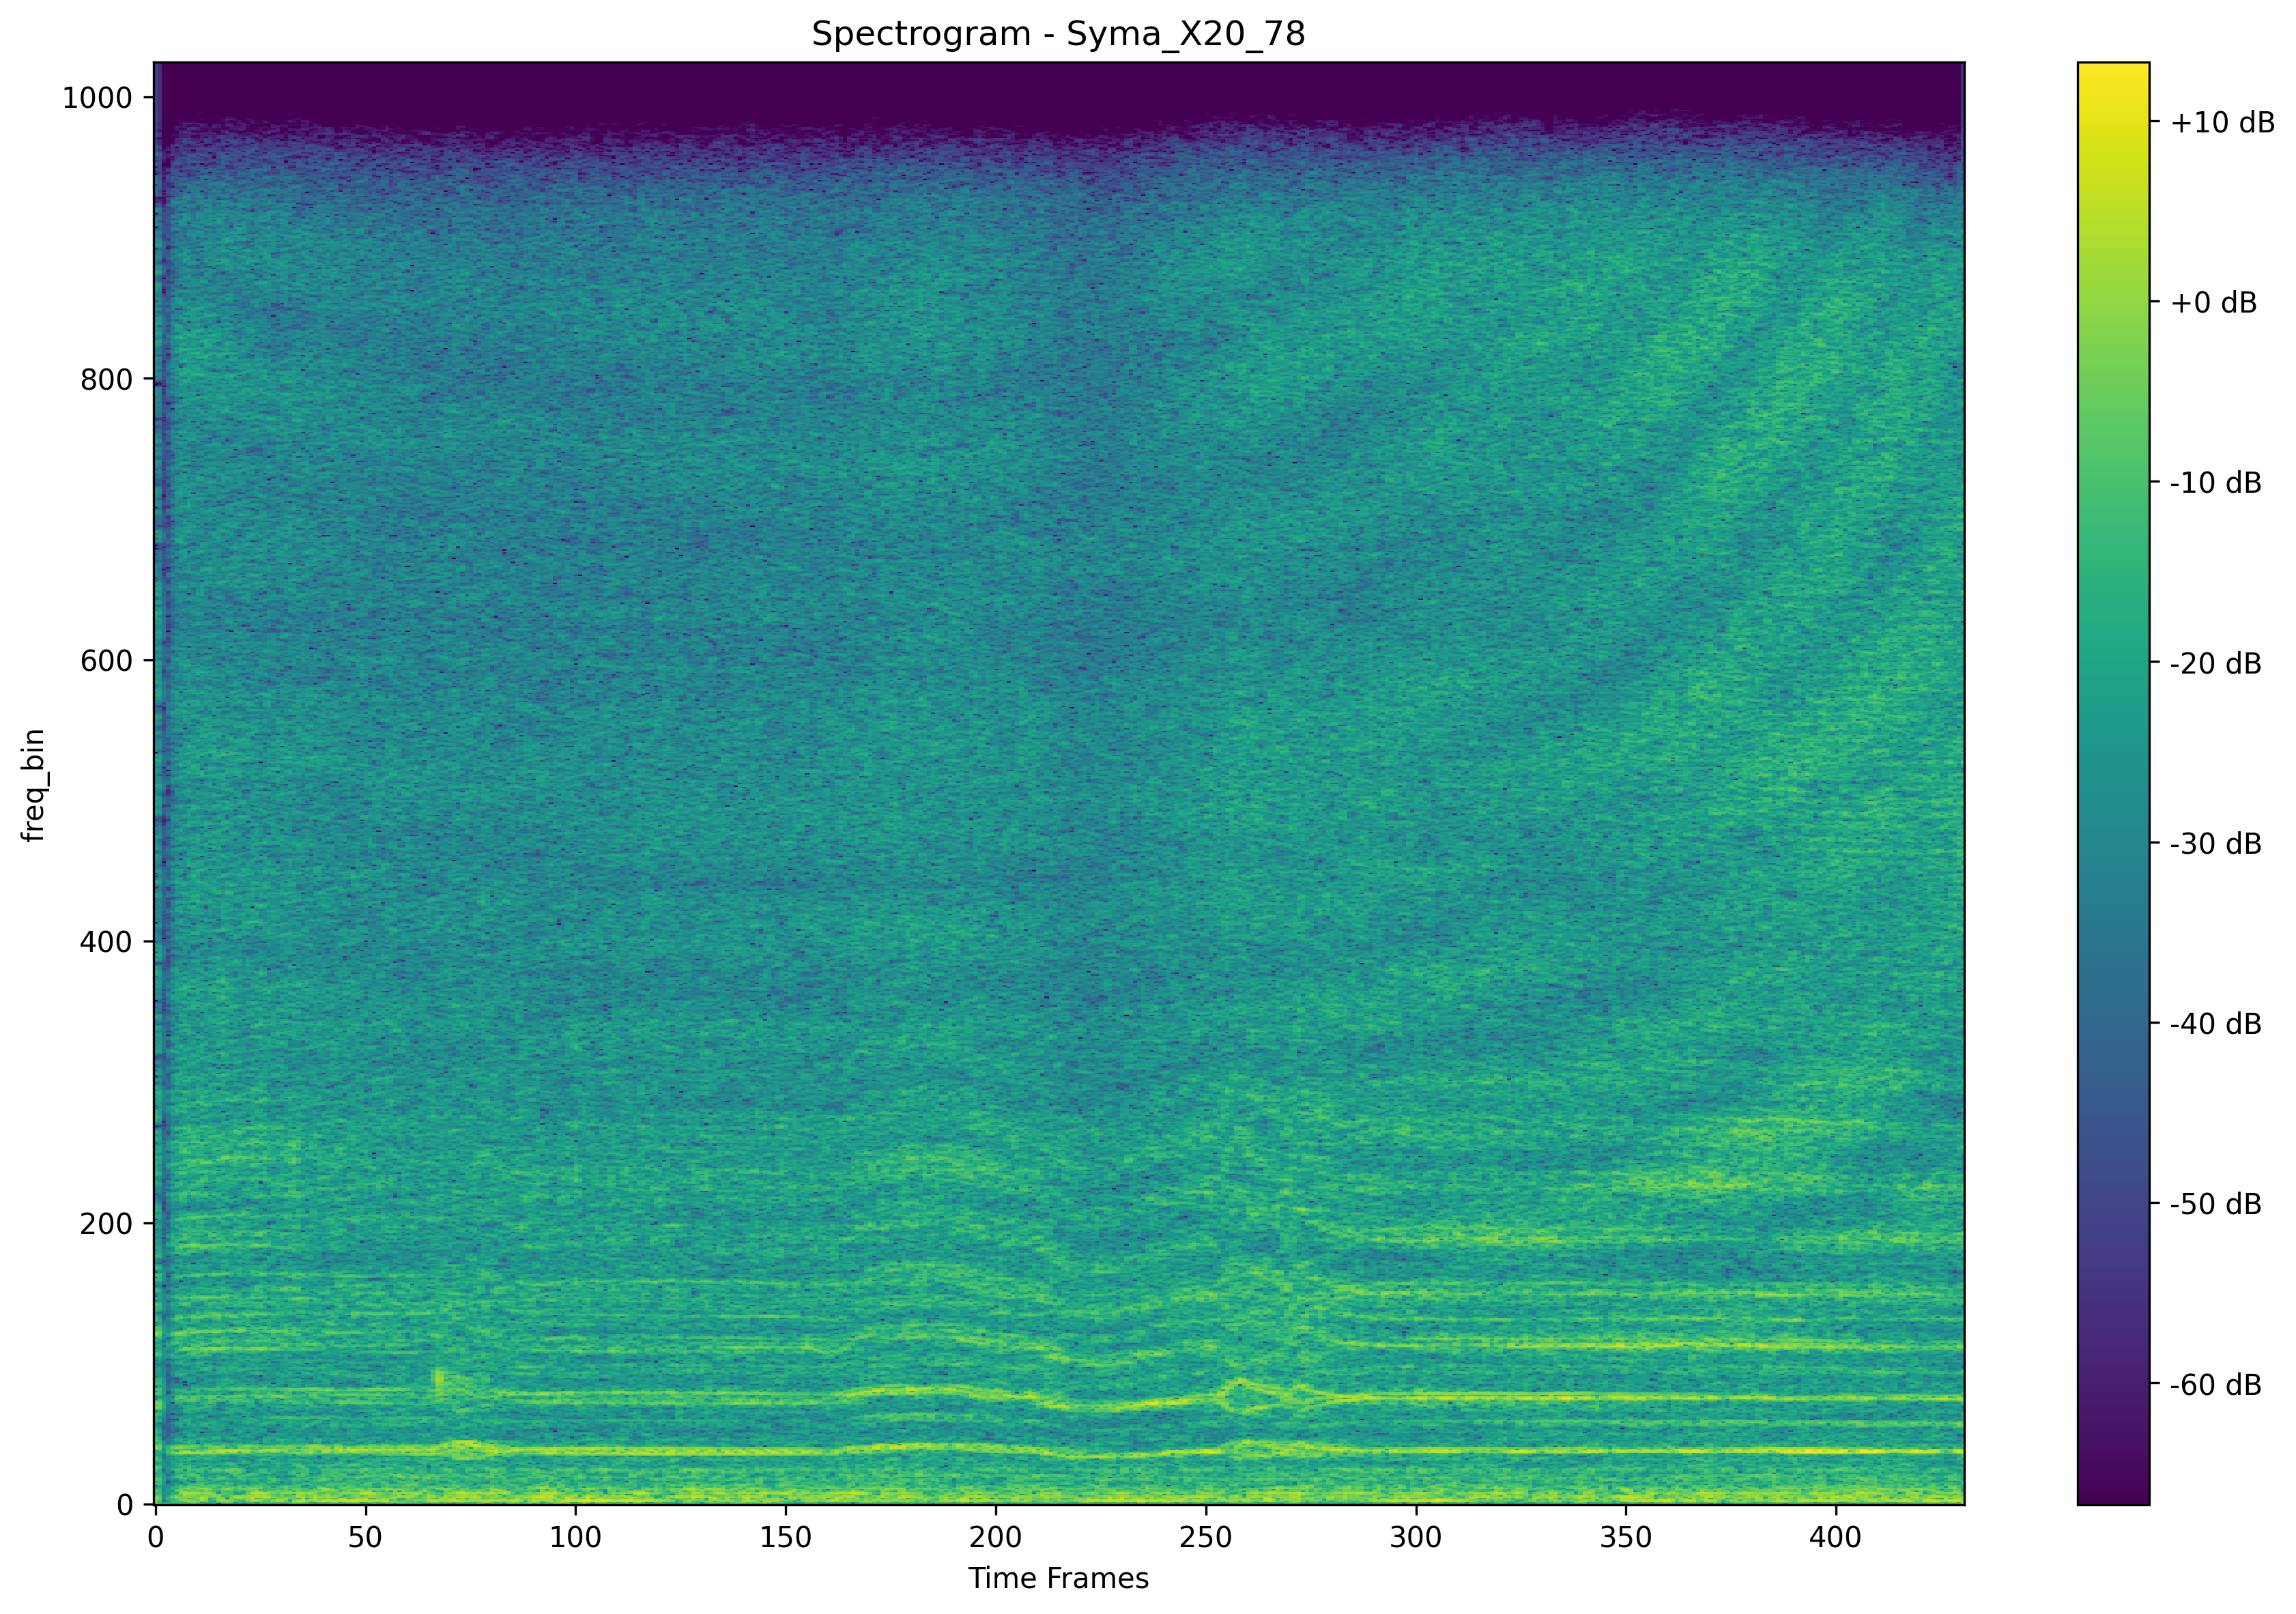 Spectrogram - Syma_X20_78
1000
800
600
400
200
0
freq_bin
0 50 100 150 200 250 300 350 400
Time Frames
+10 dB
+0 dB
-10 dB
-20 dB
-30 dB
-40 dB
-50 dB
-60 dB